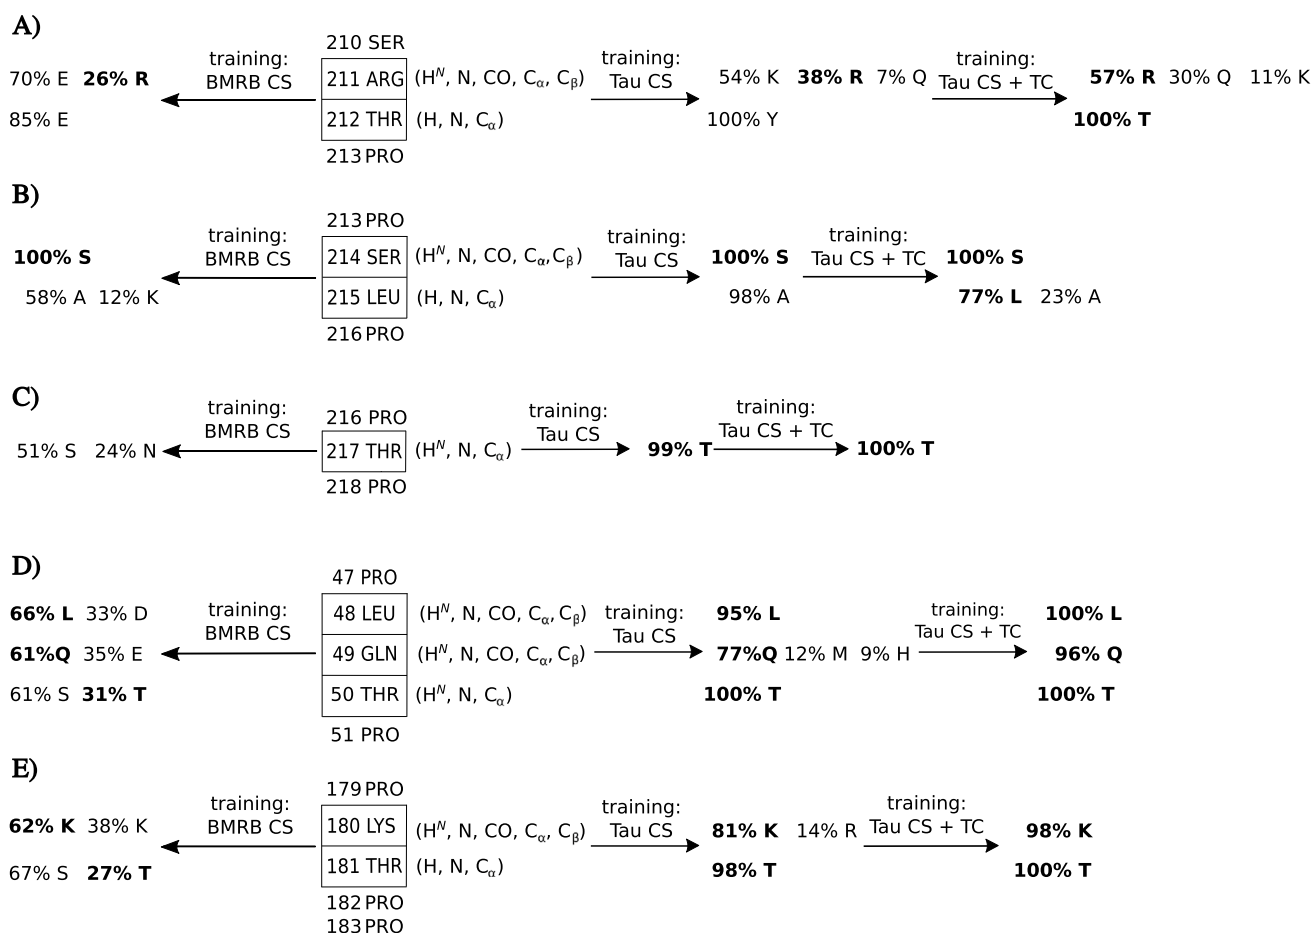 A)
210 SER
training:
BMRB CS
70% E 26% R
85% E
211 ARG (Hᴺ, N, CO, Cα, Cβ)
212 THR (H, N, Cα)
213 PRO
training:
Tau CS
54% K 38% R 7% Q
100% Y
training:
Tau CS + TC
57% R 30% Q 11% K
100% T
B)
213 PRO
training:
BMRB CS
100% S
58% A 12% K
214 SER (Hᴺ, N, CO, Cα,Cβ)
215 LEU (H, N, Cα)
216 PRO
training:
Tau CS
100% S
98% A
training:
Tau CS + TC
100% S
77% L 23% A
C)
216 PRO
training:
BMRB CS
51% S 24% N
217 THR (Hᴺ, N, Cα)
218 PRO
training:
Tau CS
99% T
training:
Tau CS + TC
100% T
D)
47 PRO
training:
BMRB CS
66% L 33% D
61%Q 35% E
61% S 31% T
48 LEU (Hᴺ, N, CO, Cα, Cβ)
49 GLN (Hᴺ, N, CO, Cα, Cβ)
50 THR (Hᴺ, N, Cα)
51 PRO
training:
Tau CS
95% L
77%Q 12% M 9% H
100% T
training:
Tau CS + TC
100% L
96% Q
100% T
E)
179 PRO
training:
BMRB CS
62% K 38% K
67% S 27% T
180 LYS (Hᴺ, N, CO, Cα, Cβ)
181 THR (H, N, Cα)
182 PRO
183 PRO
training:
Tau CS
81% K 14% R
98% T
training:
Tau CS + TC
98% K
100% T